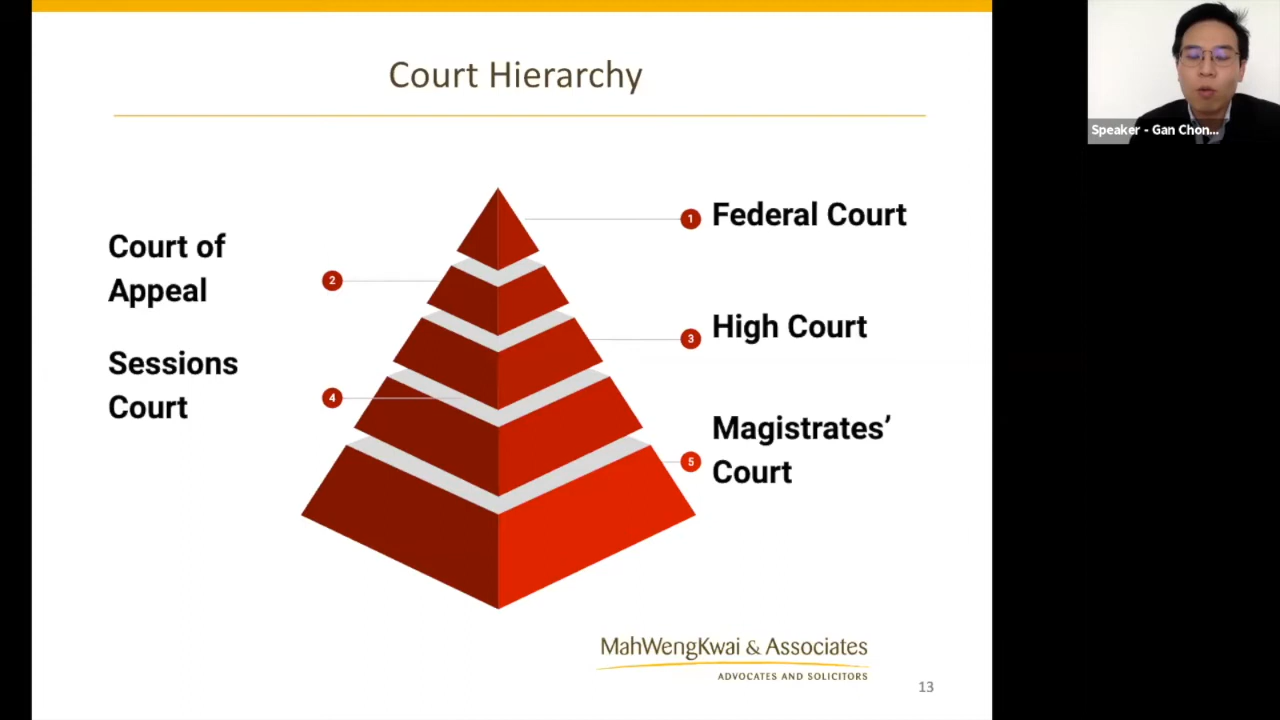 Court Hierarchy
Speaker - Gan Chon...
1
Federal Court
Court of
Appeal
2
High Court
3
Sessions
Court
4
Magistrates’
Court
5
MahWengKwai & Associates
ADVOCATES AND SOLICITORS
13